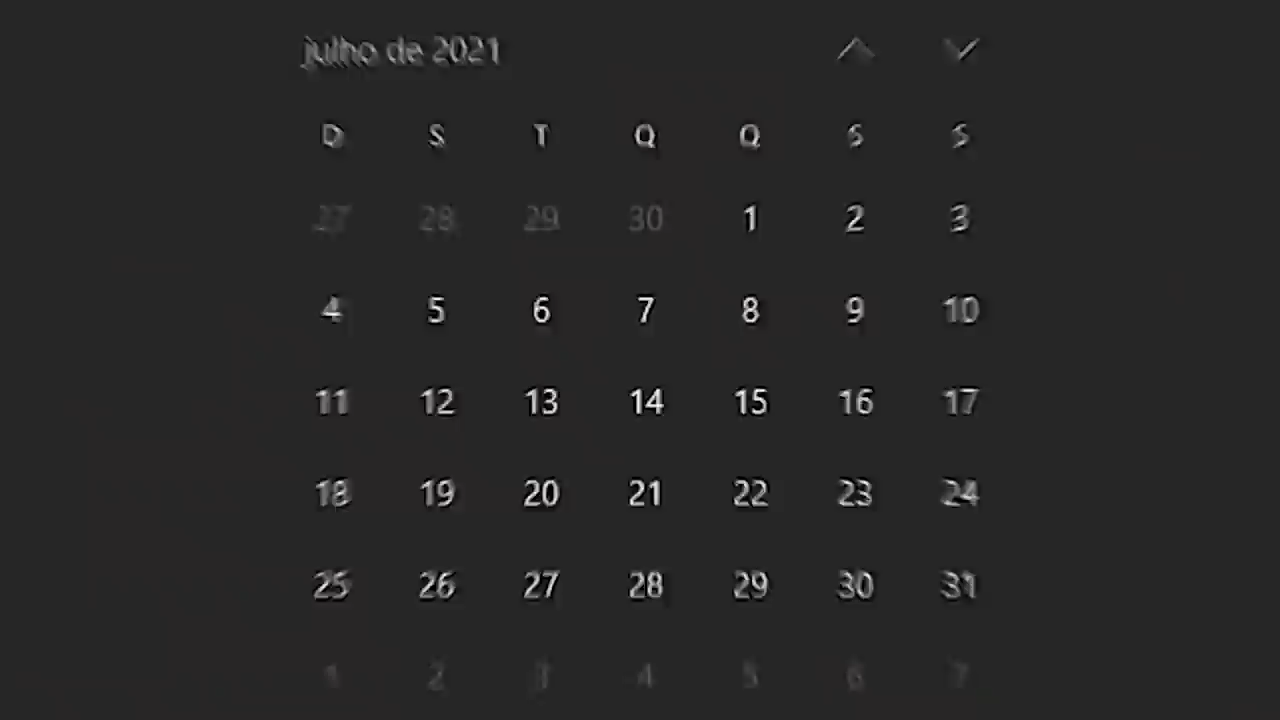 julho de 2021
D S T Q Q S S
27 28 29 30 1 2 3
4 5 6 7 8 9 10
11 12 13 14 15 16 17
18 19 20 21 22 23 24
25 26 27 28 29 30 31
1 2 3 4 5 6 7